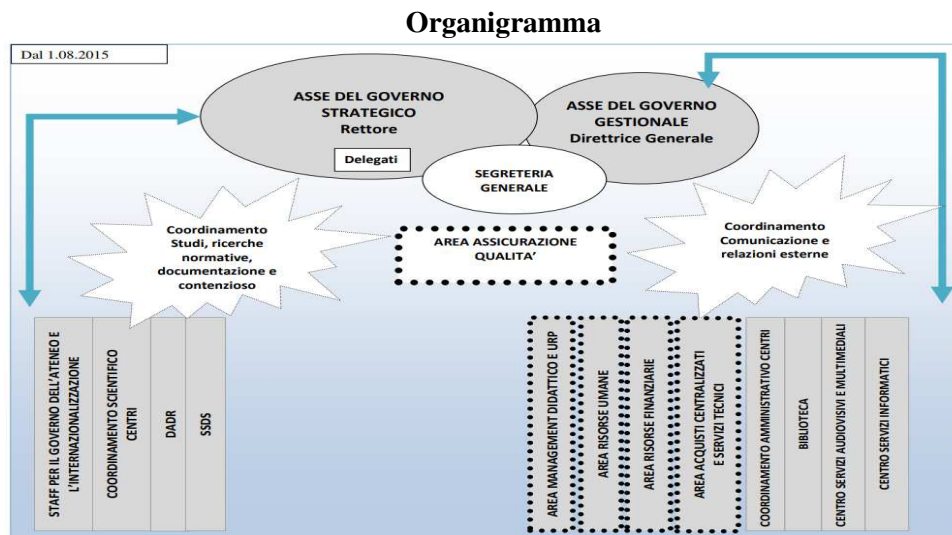 Organigramma
Dal 1.08.2015
ASSE DEL GOVERNO
STRATEGICO
Rettore
Delegati
ASSE DEL GOVERNO
GESTIONALE
Direttrice Generale
SEGRETERIA
GENERALE
Coordinamento
Studi, ricerche
normative,
documentazione e
contenzioso
AREA ASSICURAZIONE
QUALITA’
Coordinamento
Comunicazione e
relazioni esterne
STAFF PER IL GOVERNO DELL’ATENEO E
L’INTERNAZIONALIZZAZIONE
COORDINAMENTO SCIENTIFICO
CENTRI
DADR
SSDS
AREA MANAGEMENT DIDATTICO E URP
AREA RISORSE UMANE
AREA RISORSE FINANZIARIE
AREA ACQUISTI CENTRALIZZATI
E SERVIZI TECNICI
COORDINAMENTO AMMINISTRATIVO CENTRI
BIBLIOTECA
CENTRO SERVIZI AUDIOVISIVI E MULTIMEDIALI
CENTRO SERVIZI INFORMATICI